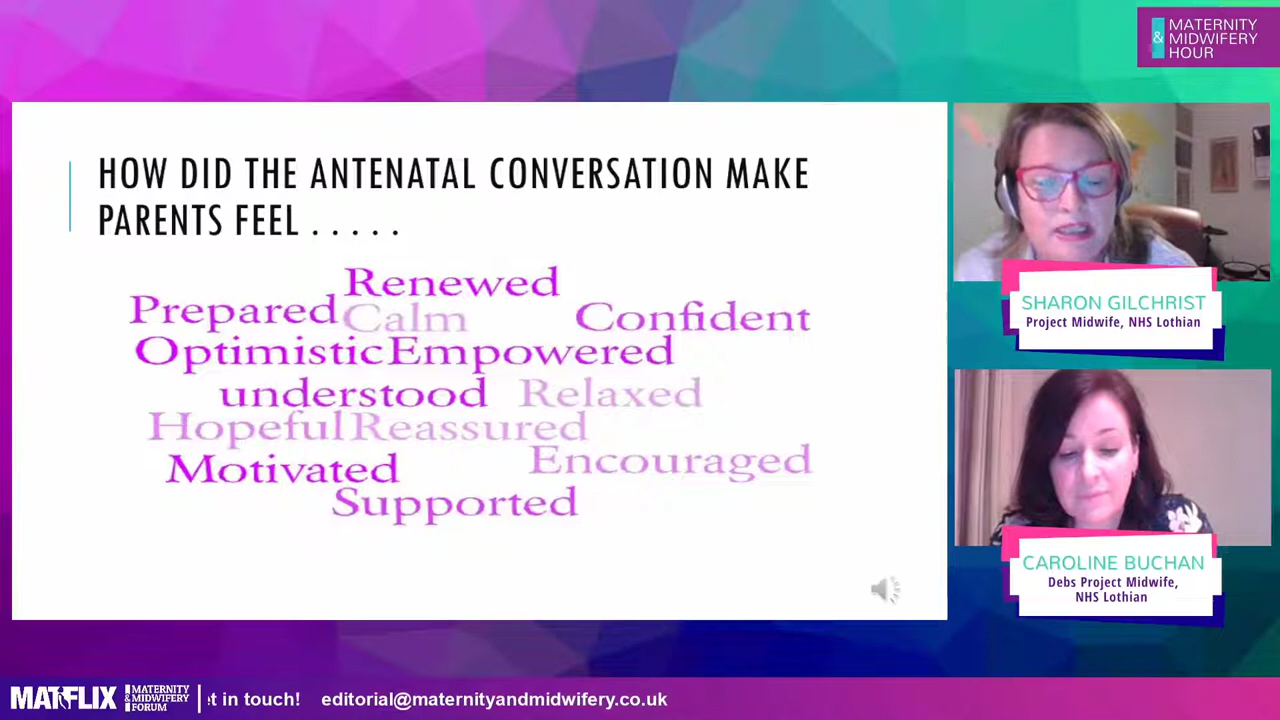 MATERNITY
& MIDWIFERY
HOUR
HOW DID THE ANTENATAL CONVERSATION MAKE
PARENTS FEEL . . . . .
Renewed
Prepared Calm Confident
Optimistic Empowered
understood Relaxed
Hopeful Reassured
Encouraged
Motivated
Supported
SHARON GILCHRIST
Project Midwife, NHS Lothian
CAROLINE BUCHAN
Debs Project Midwife,
NHS Lothian
MATFLIX
MATERNITY
& MIDWIFERY
FORUM
et in touch! editorial@maternityandmidwifery.co.uk